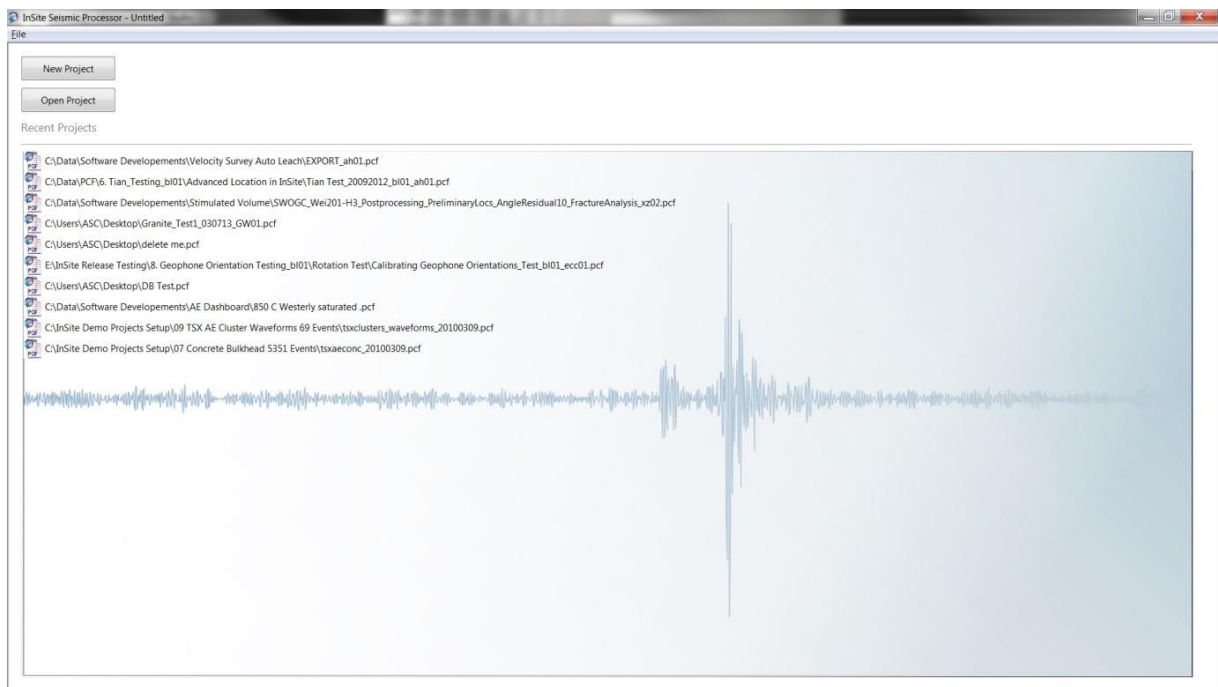 InSite Seismic Processor - Untitled
File
New Project
Open Project
Recent Projects
C:\Data\Software Developements\Velocity Survey Auto Leach\EXPORT_ah01.pcf
C:\Data\PCF\6. Tian_Testing_bl01\Advanced Location in InSite\Tian Test_20092012_bl01_ah01.pcf
C:\Data\Software Developements\Stimulated Volume\SWOGC_Wei201-H3_Postprocessing_PreliminaryLocs_AngleResidual10_FractureAnalysis_xz02.pcf
C:\Users\ASC\Desktop\Granite_Test1_030713_GW01.pcf
C:\Users\ASC\Desktop\delete me.pcf
E:\InSite Release Testing\8. Geophone Orientation Testing_bl01\Rotation Test\Calibrating Geophone Orientations_Test_bl01_ecc01.pcf
C:\Users\ASC\Desktop\DB Test.pcf
C:\Data\Software Developements\AE Dashboard\850 C Westerly saturated .pcf
C:\InSite Demo Projects Setup\09 TSX AE Cluster Waveforms 69 Events\tsxclusters_waveforms_20100309.pcf
C:\InSite Demo Projects Setup\07 Concrete Bulkhead 5351 Events\tsxaeconc_20100309.pcf